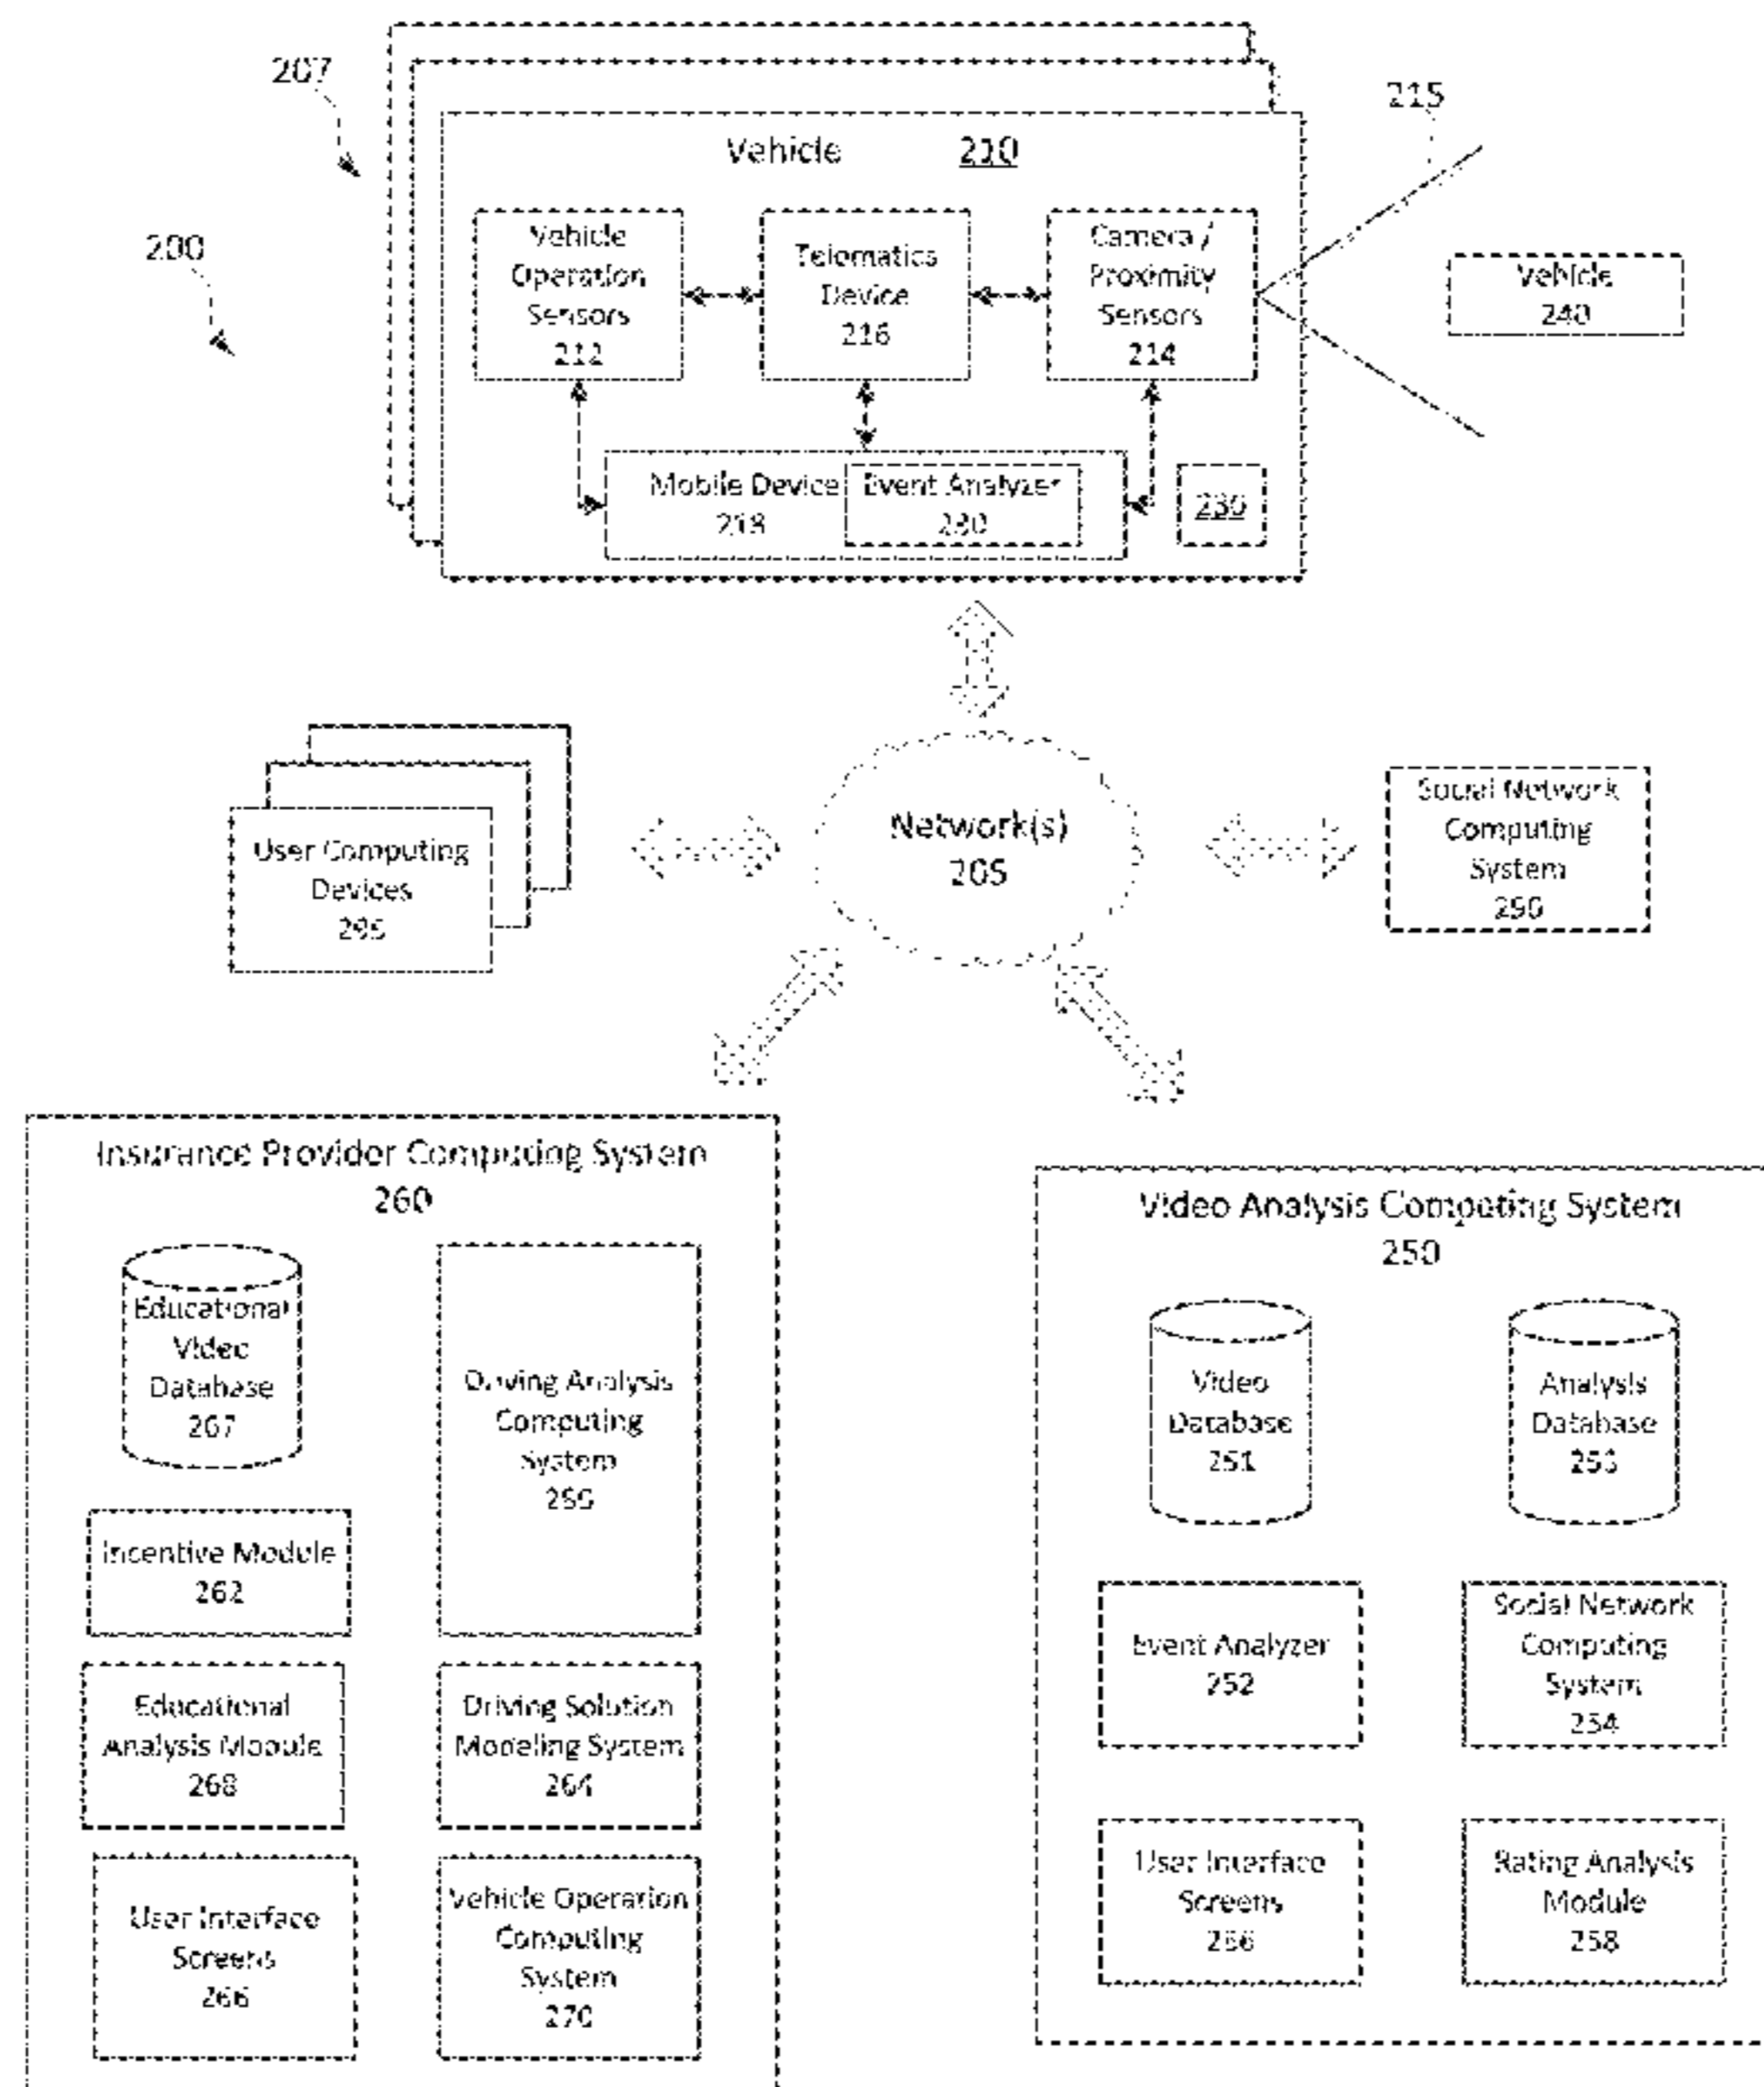 207
215
200
Vehicle 210
Vehicle
Operation
Sensors
212
Telematics
Device
216
Camera /
Proximity
Sensors
214
Vehicle
240
Mobile Device
218
Event Analyzer
Network(s)
205
User Computing
Devices
295
Social Network
Computing
System
290
Insurance Provider Computing System
260
Educational
Video
Database
267
Driving Analysis
Computing
System
Incentive Module
262
Educational
Analysis Module
268
Driving Solution
Modeling System
264
User Interface
Screens
266
Vehicle Operation
Computing
System
270
Video Analysis Computing System
250
Video
Database
251
Analysis
Database
253
Event Analyzer
252
Social Network
Computing
System
254
User Interface
Screens
256
Rating Analysis
Module
258